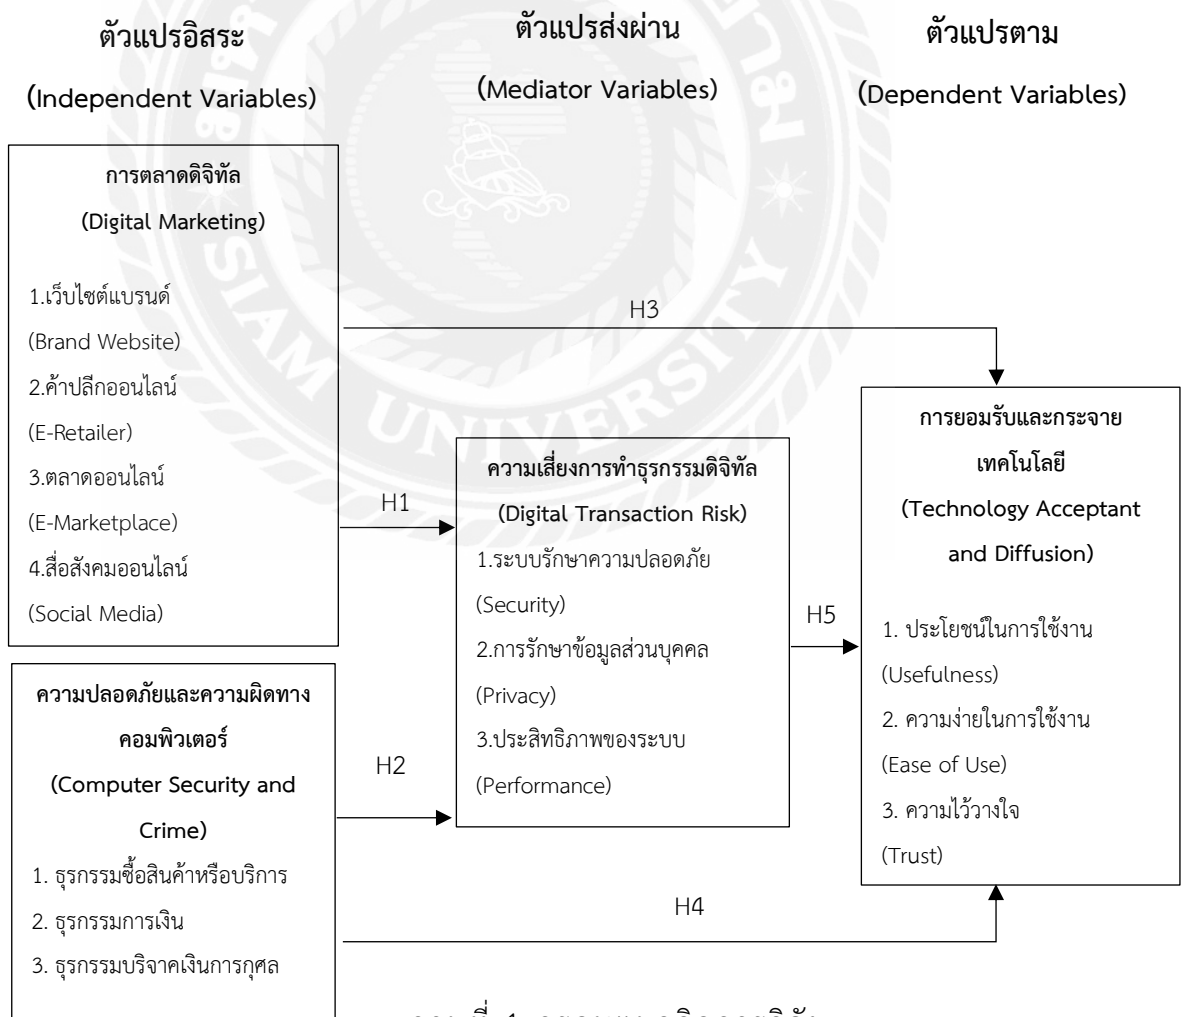 ตัวแปรอิสระ
(Independent Variables)
ตัวแปรส่งผ่าน
(Mediator Variables)
ตัวแปรตาม
(Dependent Variables)
การตลาดดิจิทัล
(Digital Marketing)
1.เว็บไซต์แบรนด์
(Brand Website)
2.ค้าปลีกออนไลน์
(E-Retailer)
3.ตลาดออนไลน์
(E-Marketplace)
4.สื่อสังคมออนไลน์
(Social Media)
ความปลอดภัยและความผิดทาง
คอมพิวเตอร์
(Computer Security and
Crime)
1. ธุรกรรมซื้อสินค้าหรือบริการ
2. ธุรกรรมการเงิน
3. ธุรกรรมบริจาคเงินการกุศล
H3
H1
H2
ความเสี่ยงการทำธุรกรรมดิจิทัล
(Digital Transaction Risk)
1.ระบบรักษาความปลอดภัย
(Security)
2.การรักษาข้อมูลส่วนบุคคล
(Privacy)
3.ประสิทธิภาพของระบบ
(Performance)
H5
H4
การยอมรับและกระจาย
เทคโนโลยี
(Technology Acceptant
and Diffusion)
1. ประโยชน์ในการใช้งาน
(Usefulness)
2. ความง่ายในการใช้งาน
(Ease of Use)
3. ความไว้วางใจ
(Trust)
SIAM UNIVERSITY